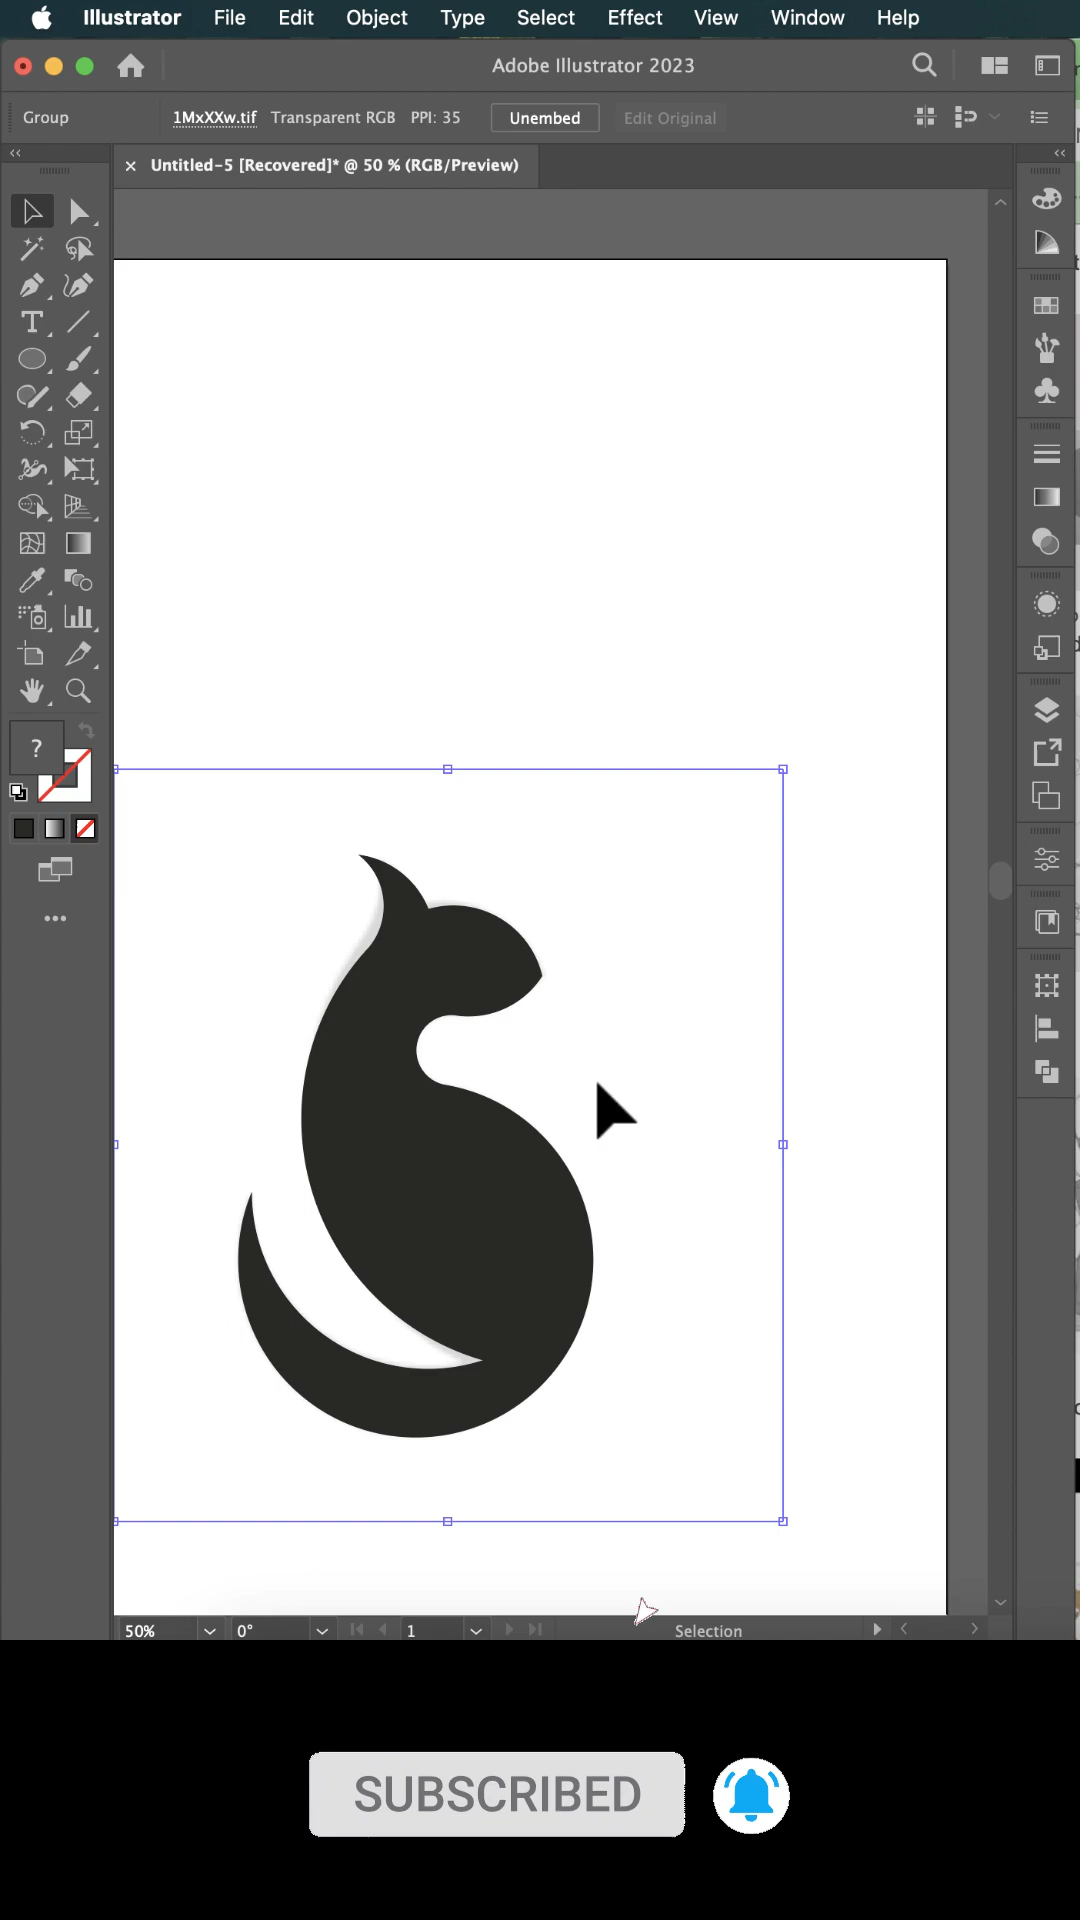 Illustrator File Edit Object Type Select Effect View Window Help
Adobe Illustrator 2023
Group 1MxXXw.tif Transparent RGB PPI: 35 Unembed Edit Original
Untitled-5 [Recovered]* @ 50 % (RGB/Preview)
?
50% 0° 1 Selection
SUBSCRIBED